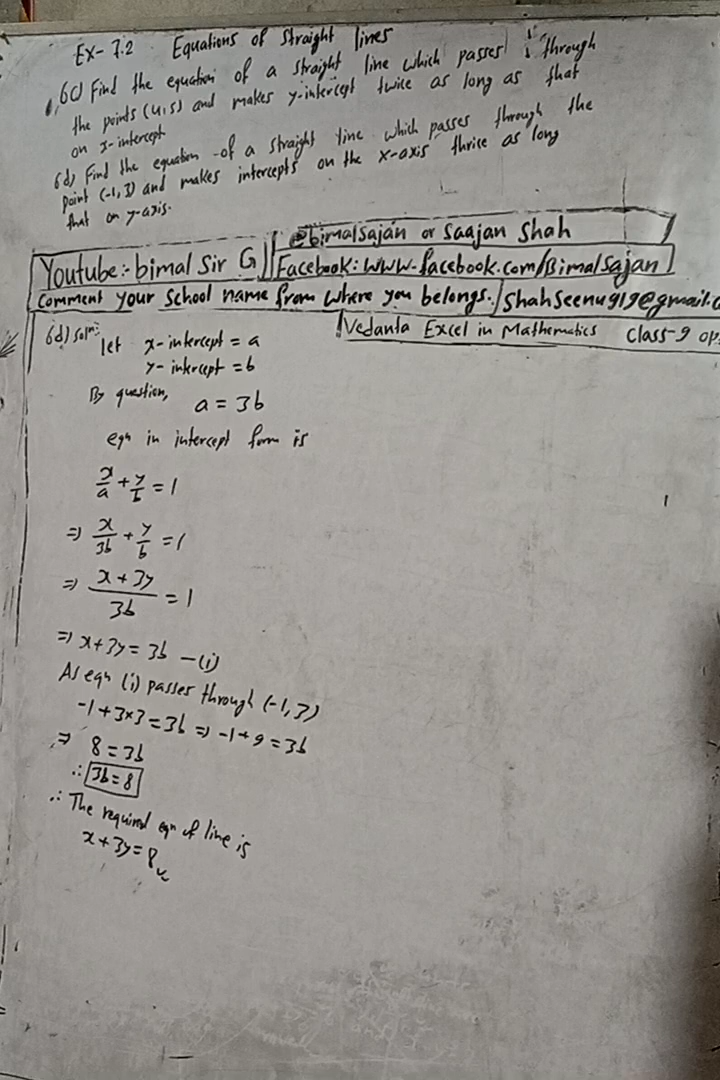 Ex- 7.2 Equations of Straight lines
6c) Find the equation of a straight line which passes through
the points (4,5) and makes y-intercept twice as long as that
on x-intercept
6d) Find the equation of a straight line which passes through the
point (-1,3) and makes intercepts on the x-axis thrice as long
that on y-axis.
@bimalsajan or Saajan Shah
Youtube:- bimal Sir G Facebook: www.facebook.com/Bimalsajan
Comment your School name from where you belongs. Shahseenu919@gmail.c
Vedanta Excel in Mathematics Class-9 op
6d) Solⁿ:
let x-intercept = a
y-intercept = b
By question,
a = 3b
eqn in intercept form is
x/a + y/b = 1
=) x/3b + y/b = 1
=) (x + 3y)/3b = 1
=) x+3y = 3b -(i)
As eqn (i) passes through (-1,3)
-1+3×3 = 3b =) -1+9 = 3b
=) 8 = 3b
∴ 3b = 8
∴ The required eqn of line is
x + 3y = 8